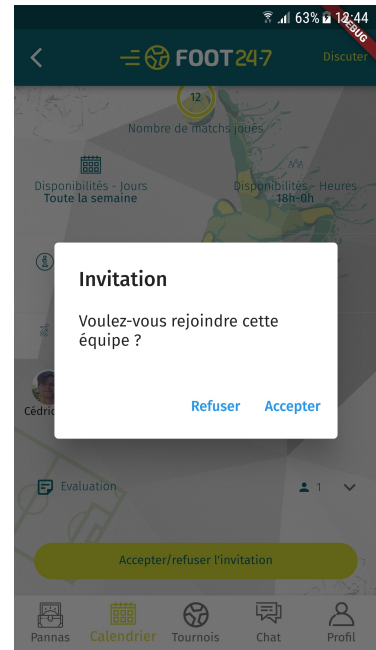 63% 12:44
DEBUG
FOOT24-7
Discuter
12
Nombre de matchs joués
Disponibilités - Jours
Toute la semaine
Disponibilités - Heures
18h-0h
Invitation
Voulez-vous rejoindre cette
équipe ?
Refuser Accepter
Cédric
Evaluation
1
Accepter/refuser l'invitation
Pannas Calendrier Tournois Chat Profil